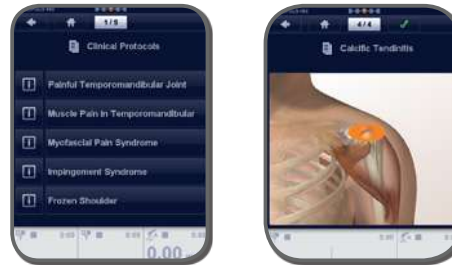 1/5
Clinical Protocols
Painful Temporomandibular Joint
Muscle Pain in Temporomandibular
Myofascial Pain Syndrome
Impingement Syndrome
Frozen Shoulder
0.00
4/4
Calcific Tendinitis